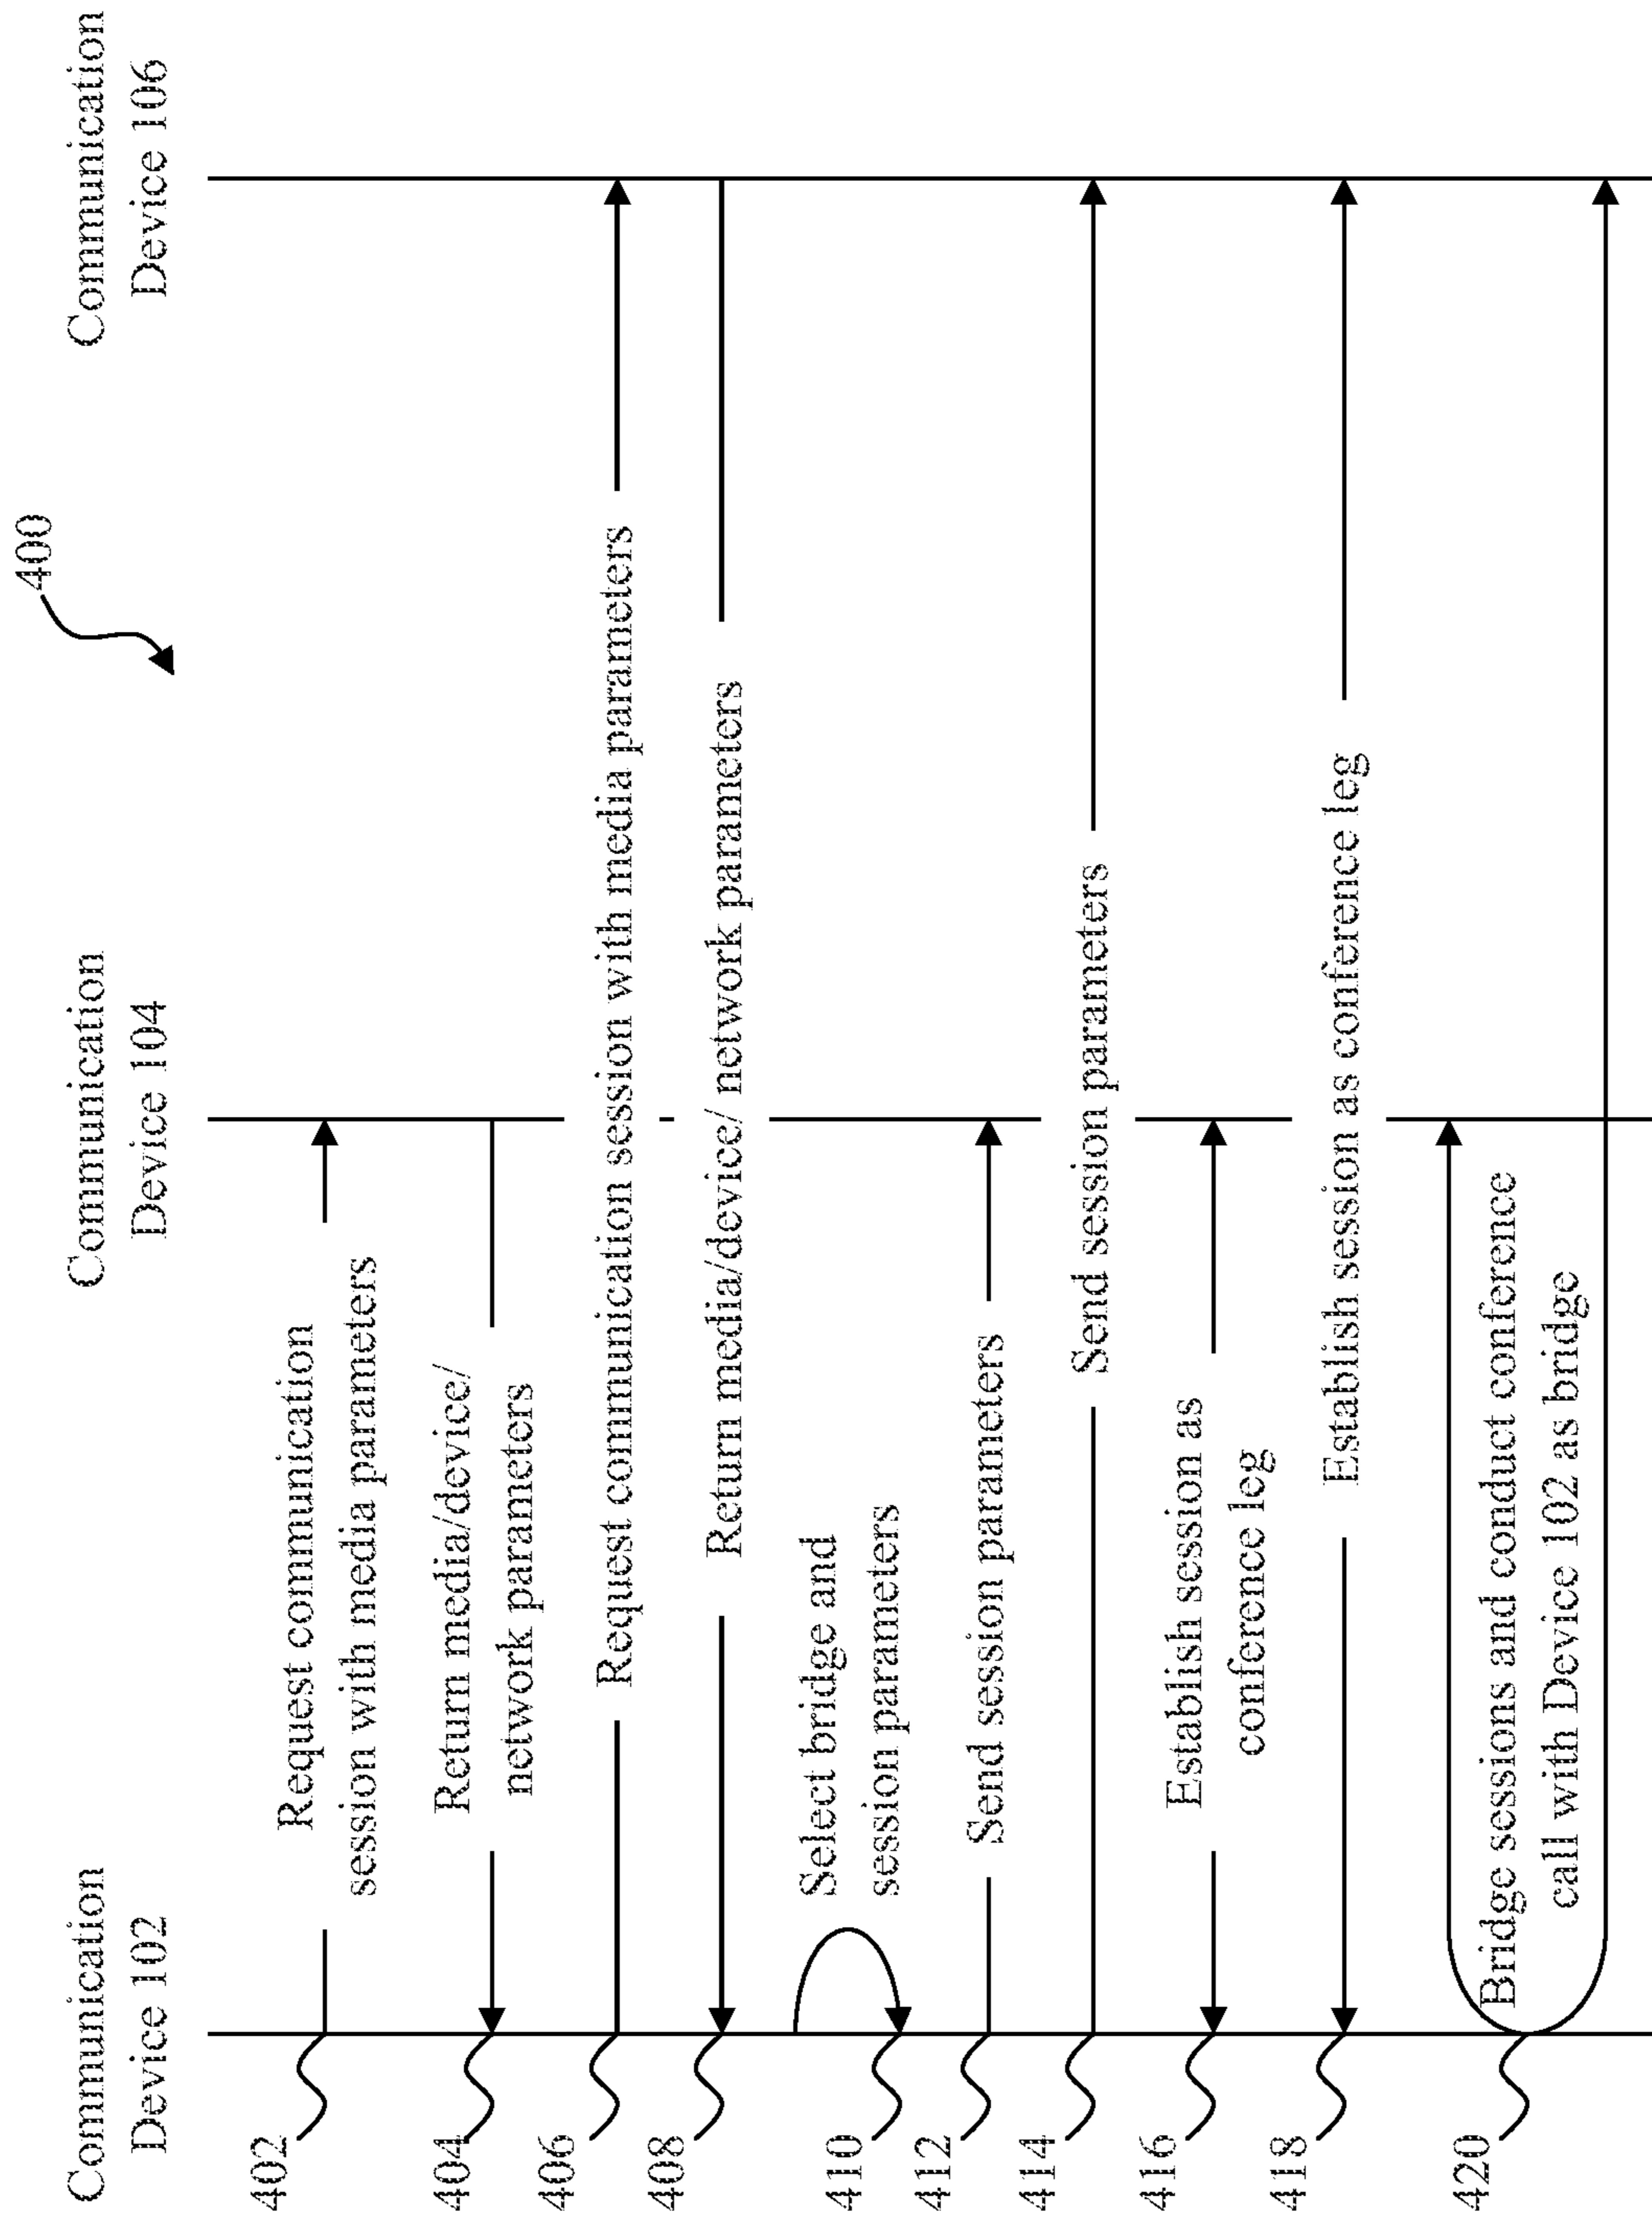 400
Communication
Device 102
Communication
Device 104
Communication
Device 106
402
Request communication
session with media parameters
404
Return media/device/
network parameters
406
Request communication session with media parameters
408
Return media/device/ network parameters
410
Select bridge and
session parameters
412
Send session parameters
414
Send session parameters
416
Establish session as
conference leg
418
Establish session as conference leg
420
Bridge sessions and conduct conference
call with Device 102 as bridge